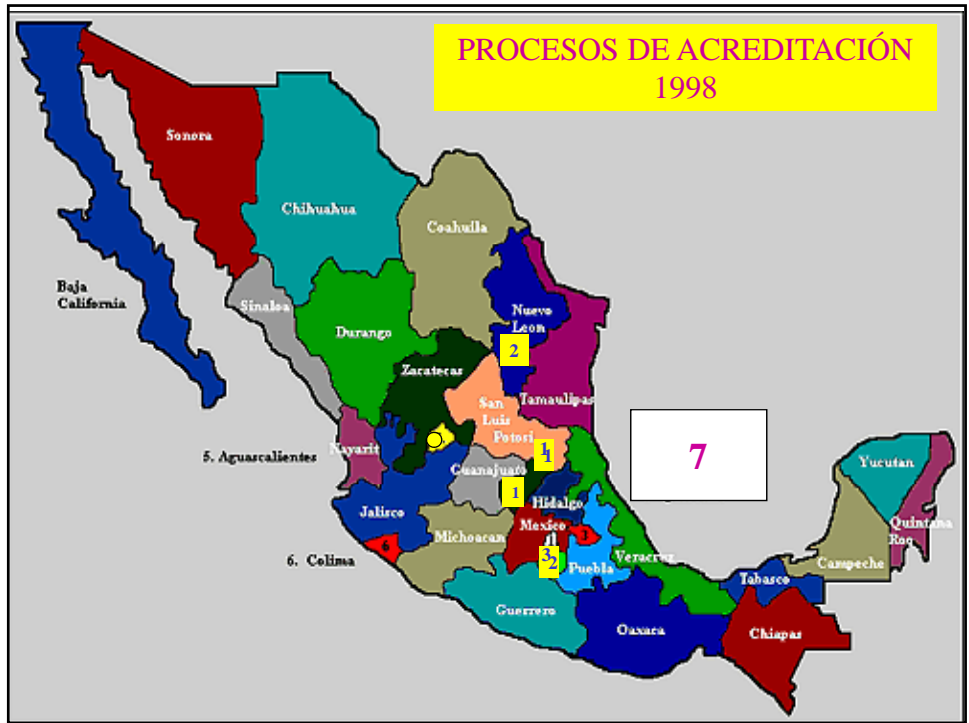 PROCESOS DE ACREDITACIÓN
1998
Sonora
Chihuahua
Coahuila
Baja
California
Sinaloa
Durango
Nuevo
Leon
2
Zacatecas
San
Luis
Potosi
Tamaulipas
5. Aguascalientes
Nayarit
Guanajuato
1
1
7
Yucutan
Hidalgo
Quintana
Roo
Jalisco
Mexico
Michoacan
3
6
6. Colima
3
2
Puebla
Veracruz
Campeche
Tabasco
Guerrero
Oaxaca
Chiapas